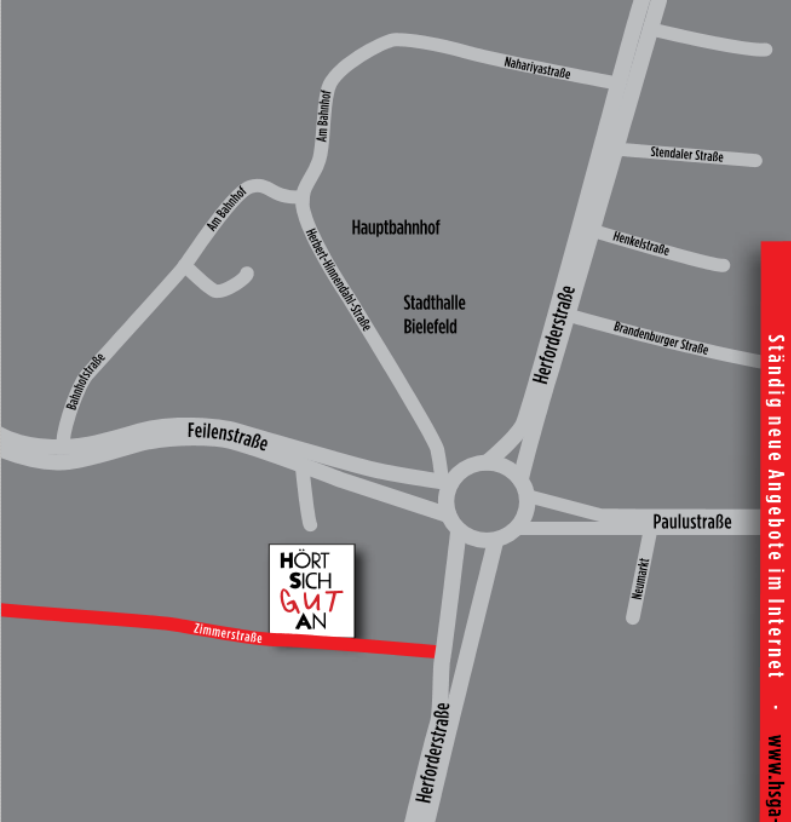 Nahariyastraße
Am Bahnhof
Stendaler Straße
Am Bahnhof
Hauptbahnhof
Herbert-Hinnendahl-Straße
Henkelstraße
Stadthalle
Bielefeld
Herforderstraße
Brandenburger Straße
Bahnhofstraße
Feilenstraße
Paulustraße
Neumarkt
HÖRT
SICH
GUT
AN
Zimmerstraße
Herforderstraße
Ständig neue Angebote im Internet · www.hsga-